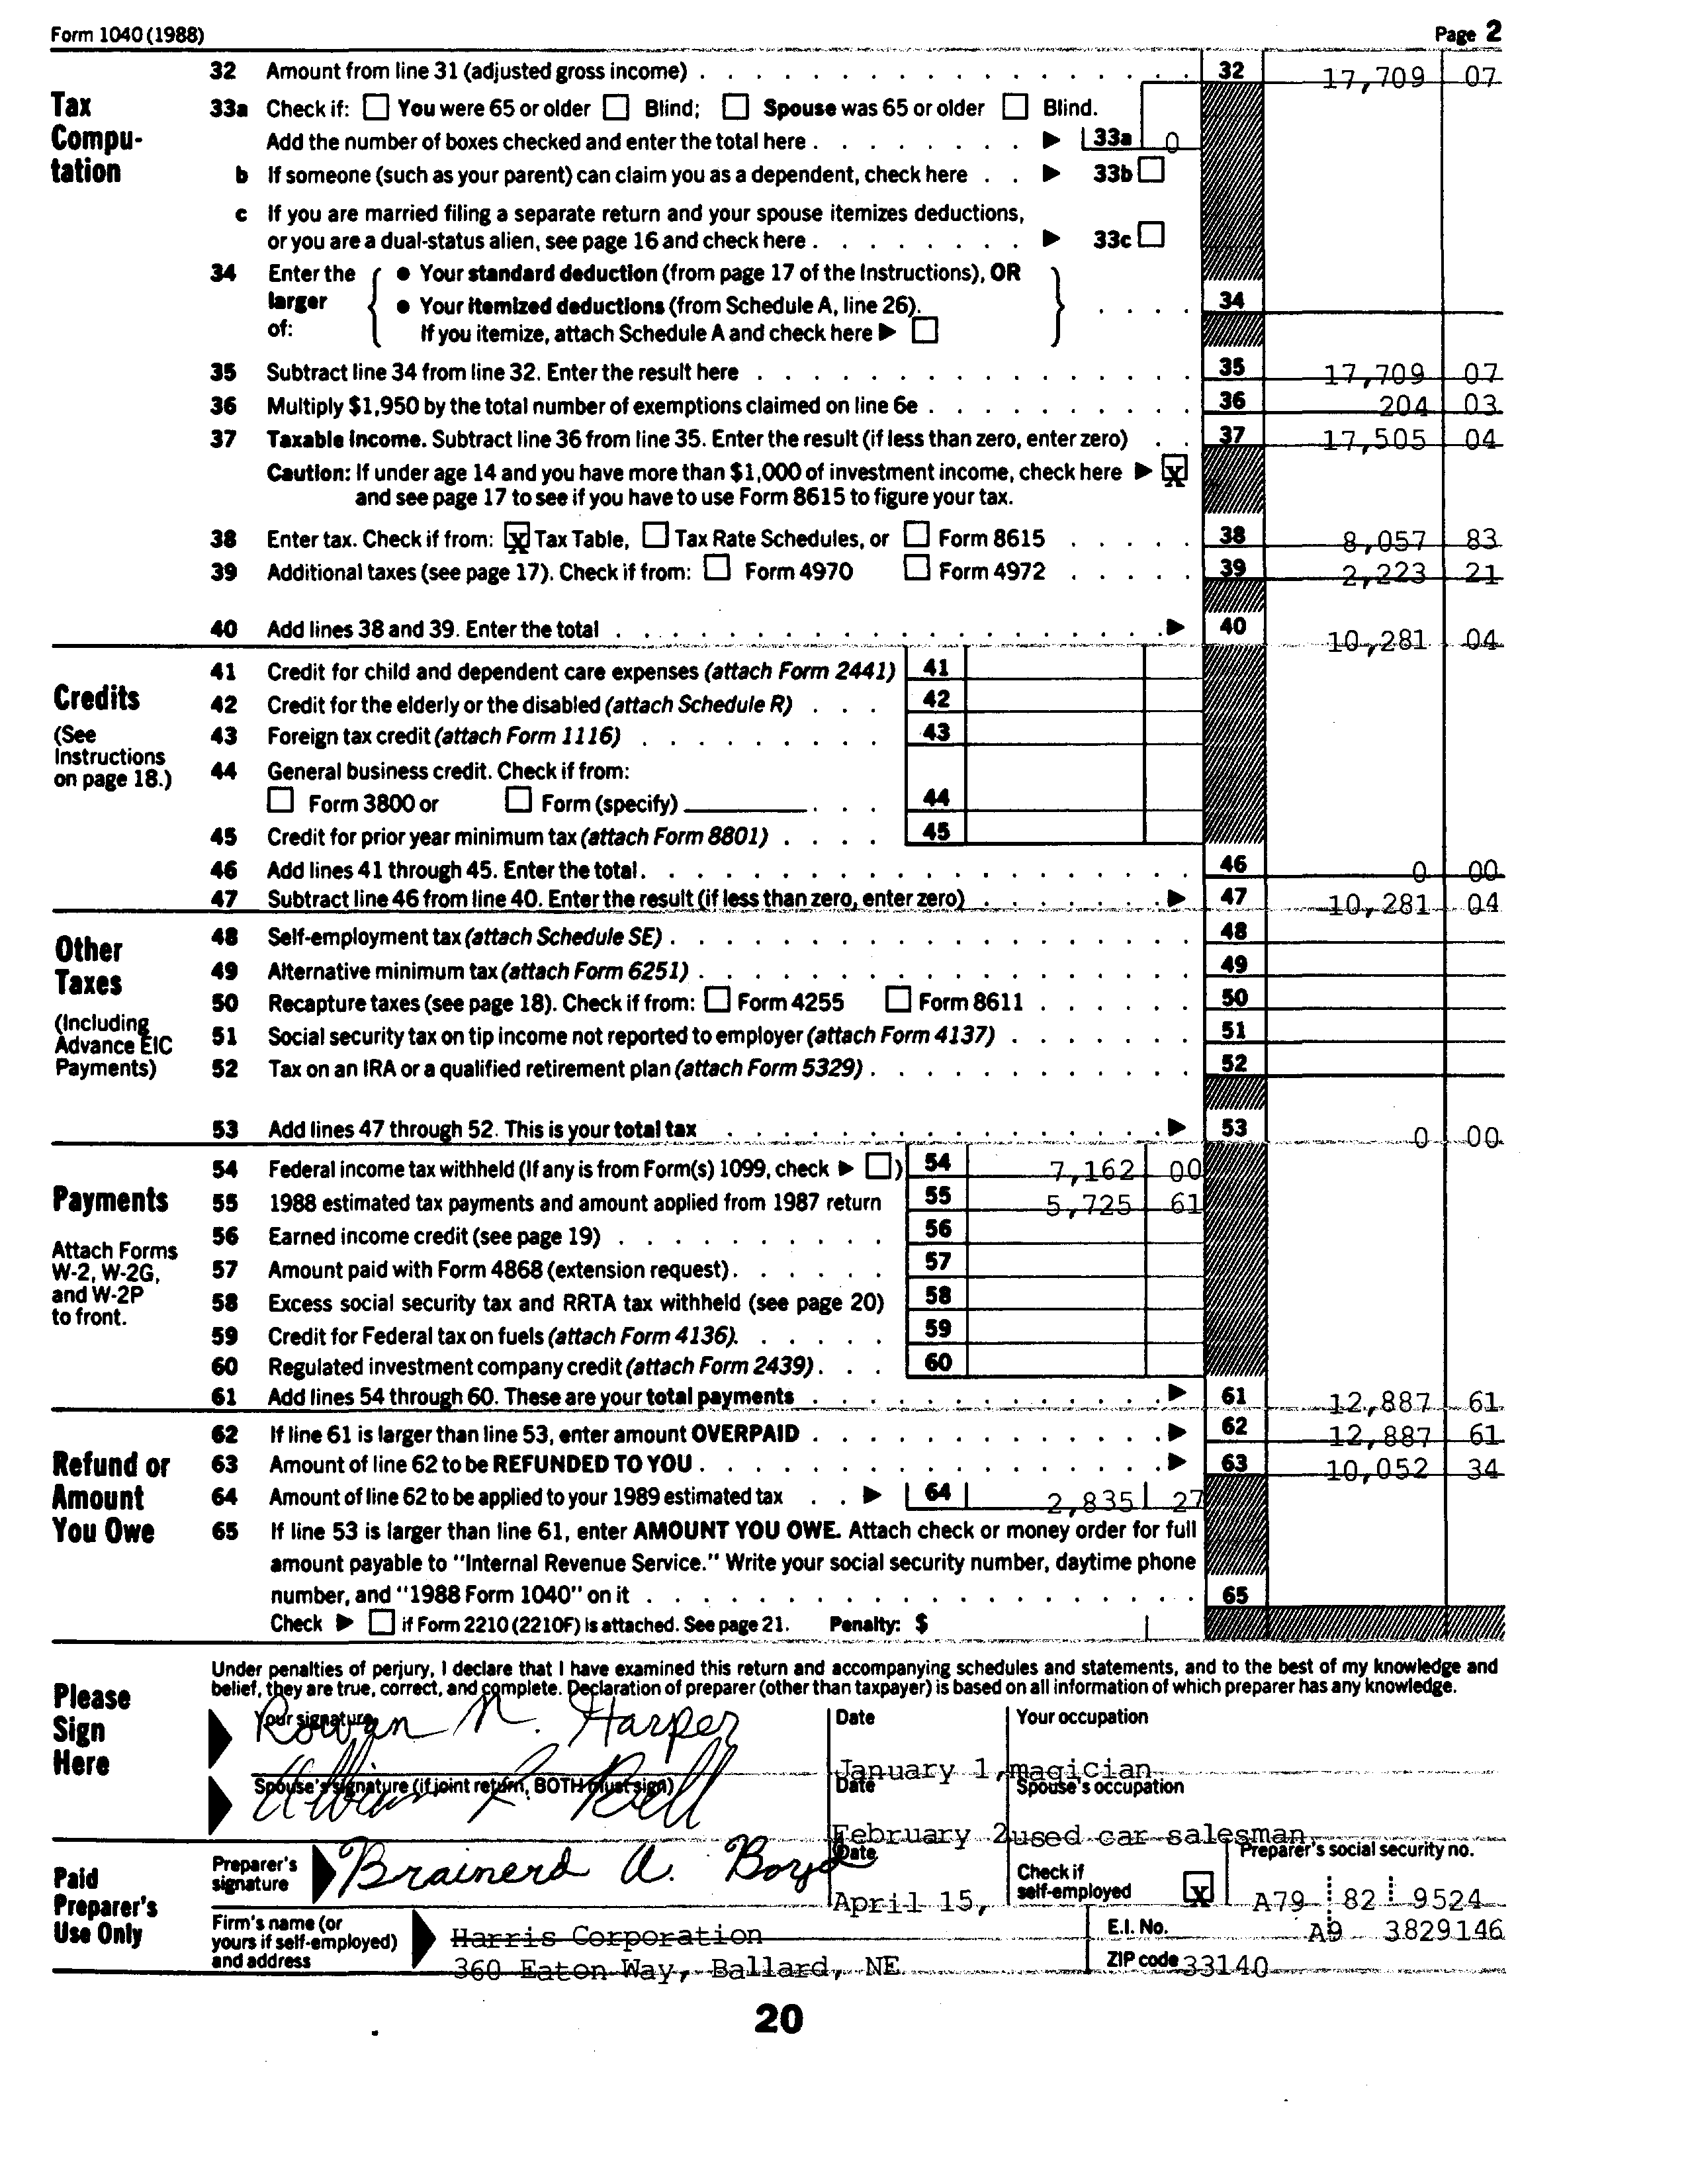 Form 1040 (1988) Page 2
32 Amount from line 31 (adjusted gross income) 32 17,709 07
Tax Computation
33a Check if: You were 65 or older Blind; Spouse was 65 or older Blind.
Add the number of boxes checked and enter the total here 33a 0
b If someone (such as your parent) can claim you as a dependent, check here 33b
c If you are married filing a separate return and your spouse itemizes deductions,
or you are a dual-status alien, see page 16 and check here 33c
34 Enter the larger of: • Your standard deduction (from page 17 of the Instructions), OR
• Your itemized deductions (from Schedule A, line 26). 34
If you itemize, attach Schedule A and check here
35 Subtract line 34 from line 32. Enter the result here 35 17,709 07
36 Multiply $1,950 by the total number of exemptions claimed on line 6e 36 204 03
37 Taxable income. Subtract line 36 from line 35. Enter the result (if less than zero, enter zero) 37 17,505 04
Caution: If under age 14 and you have more than $1,000 of investment income, check here X
and see page 17 to see if you have to use Form 8615 to figure your tax.
38 Enter tax. Check if from: X Tax Table, Tax Rate Schedules, or Form 8615 38 8,057 83
39 Additional taxes (see page 17). Check if from: Form 4970 Form 4972 39 2,223 21
40 Add lines 38 and 39. Enter the total 40 10,281 04
Credits
(See Instructions on page 18.)
41 Credit for child and dependent care expenses (attach Form 2441) 41
42 Credit for the elderly or the disabled (attach Schedule R) 42
43 Foreign tax credit (attach Form 1116) 43
44 General business credit. Check if from:
Form 3800 or Form (specify) 44
45 Credit for prior year minimum tax (attach Form 8801) 45
46 Add lines 41 through 45. Enter the total 46 0 00
47 Subtract line 46 from line 40. Enter the result (if less than zero, enter zero) 47 10,281 04
Other Taxes
(Including Advance EIC Payments)
48 Self-employment tax (attach Schedule SE) 48
49 Alternative minimum tax (attach Form 6251) 49
50 Recapture taxes (see page 18). Check if from: Form 4255 Form 8611 50
51 Social security tax on tip income not reported to employer (attach Form 4137) 51
52 Tax on an IRA or a qualified retirement plan (attach Form 5329) 52
53 Add lines 47 through 52. This is your total tax 53 0 00
Payments
Attach Forms W-2, W-2G, and W-2P to front.
54 Federal income tax withheld (If any is from Form(s) 1099, check ) 54 7,162 00
55 1988 estimated tax payments and amount applied from 1987 return 55 5,725 61
56 Earned income credit (see page 19) 56
57 Amount paid with Form 4868 (extension request) 57
58 Excess social security tax and RRTA tax withheld (see page 20) 58
59 Credit for Federal tax on fuels (attach Form 4136) 59
60 Regulated investment company credit (attach Form 2439) 60
61 Add lines 54 through 60. These are your total payments 61 12,887 61
Refund or Amount You Owe
62 If line 61 is larger than line 53, enter amount OVERPAID 62 12,887 61
63 Amount of line 62 to be REFUNDED TO YOU 63 10,052 34
64 Amount of line 62 to be applied to your 1989 estimated tax 64 2,835 27
65 If line 53 is larger than line 61, enter AMOUNT YOU OWE. Attach check or money order for full
amount payable to "Internal Revenue Service." Write your social security number, daytime phone
number, and "1988 Form 1040" on it 65
Check if Form 2210 (2210F) is attached. See page 21. Penalty: $
Please Sign Here
Under penalties of perjury, I declare that I have examined this return and accompanying schedules and statements, and to the best of my knowledge and
belief, they are true, correct, and complete. Declaration of preparer (other than taxpayer) is based on all information of which preparer has any knowledge.
Your signature Rowan N. Harper Date January 1, Your occupation magician
Spouse's signature (if joint return, BOTH must sign) R. Bell Date February 2 Spouse's occupation used car salesman
Paid Preparer's Use Only
Preparer's signature Brainerd A. Boyd Date April 15, Check if self-employed X Preparer's social security no. A79 82 9524
Firm's name (or yours if self-employed) and address Harris Corporation E.I. No. A9 3829146
360 Eaton Way, Ballard, NE ZIP code 33140
20